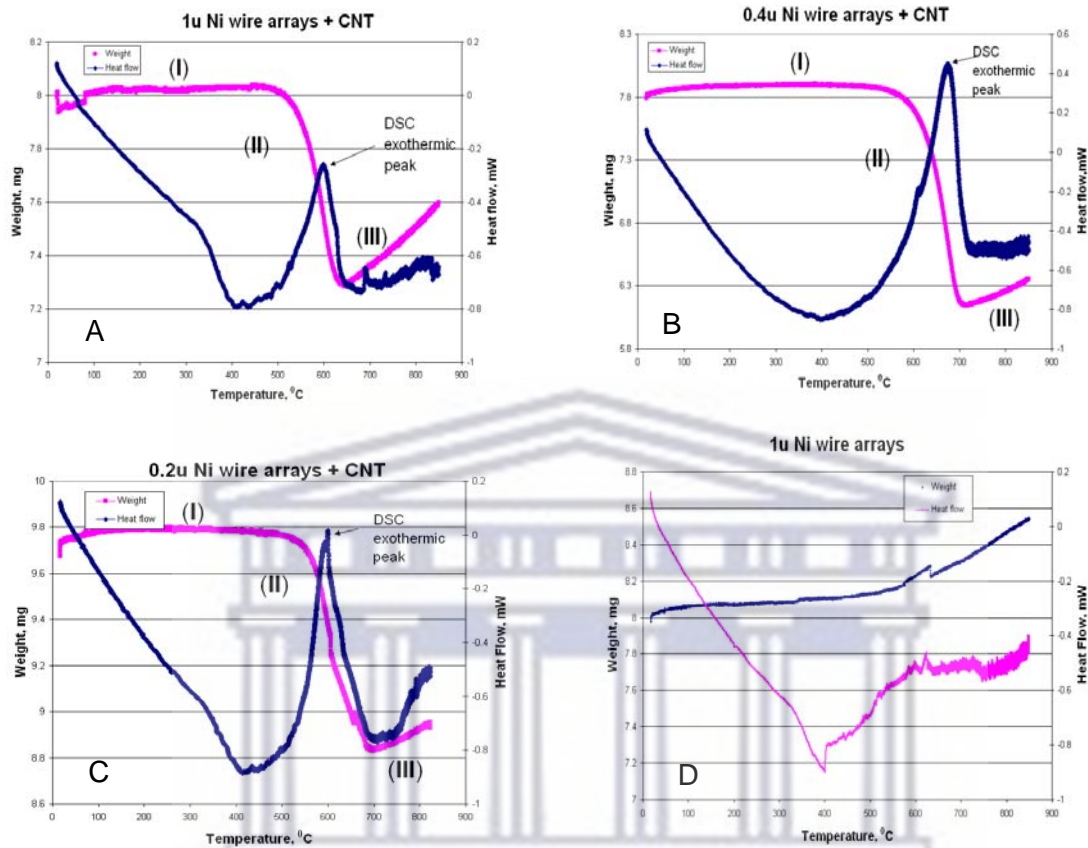 1u Ni wire arrays + CNT
Weight
Heat flow
(I)
(II)
(III)
DSC
exothermic
peak
A
Weight, mg
8.2
8
7.8
7.6
7.4
7.2
7
Heat flow, mW
0.2
0
-0.2
-0.4
-0.6
-0.8
-1
0 100 200 300 400 500 600 700 800 900
Temperature, ⁰C
0.4u Ni wire arrays + CNT
Weight
Heat flow
(I)
(II)
(III)
DSC
exothermic
peak
B
Wieght, mg
8.3
7.8
7.3
6.8
6.3
5.8
Heat flow,mW
0.6
0.4
0.2
0
-0.2
-0.4
-0.6
-0.8
-1
0 100 200 300 400 500 600 700 800 900
Temperature, ⁰C
0.2u Ni wire arrays + CNT
Weight
Heat flow
(I)
(II)
(III)
DSC
exothermic
peak
C
Weight, mg
10
9.8
9.6
9.4
9.2
9
8.8
8.6
Heat Flow, mW
0.2
0
-0.2
-0.4
-0.6
-0.8
-1
0 100 200 300 400 500 600 700 800 900
Temperature, ⁰C
1u Ni wire arrays
Weight
Heat flow
D
Weight, mg
8.8
8.6
8.4
8.2
8
7.8
7.6
7.4
7.2
7
Heat Flow, mW
0.2
0
-0.2
-0.4
-0.6
-0.8
-1
0 100 200 300 400 500 600 700 800 900
Temperature, ⁰C